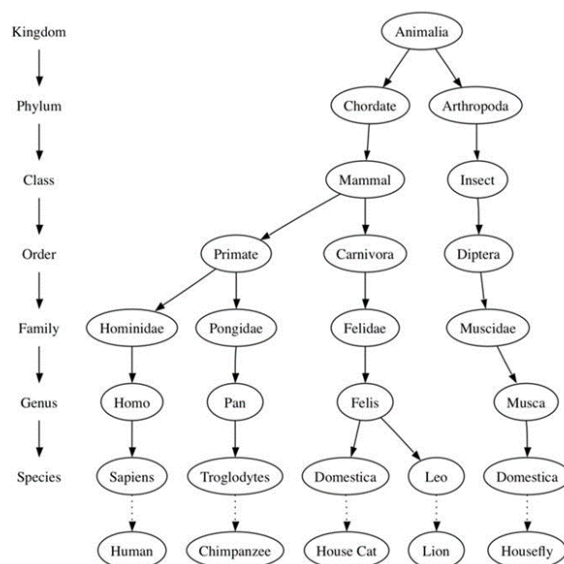 Kingdom Animalia
Phylum Chordate Arthropoda
Class Mammal Insect
Order Primate Carnivora Diptera
Family Hominidae Pongidae Felidae Muscidae
Genus Homo Pan Felis Musca
Species Sapiens Troglodytes Domestica Leo Domestica
Human Chimpanzee House Cat Lion Housefly